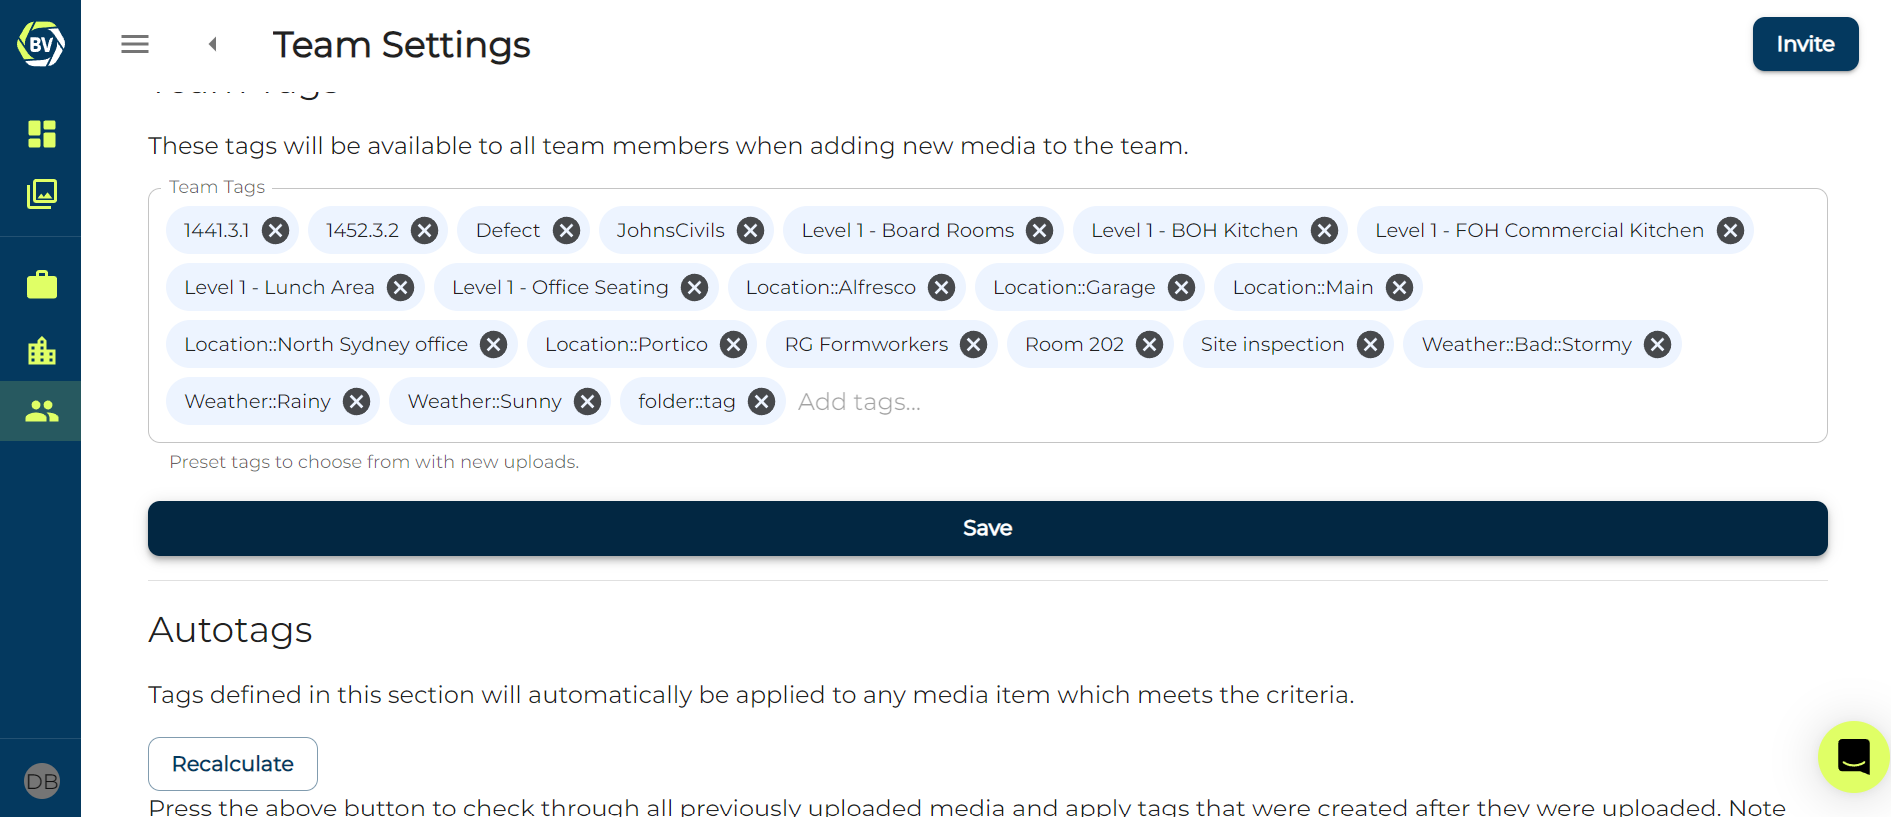 BV
Team Settings
Invite
Team Tags
These tags will be available to all team members when adding new media to the team.
Team Tags
1441.3.1 1452.3.2 Defect JohnsCivils Level 1 - Board Rooms Level 1 - BOH Kitchen Level 1 - FOH Commercial Kitchen
Level 1 - Lunch Area Level 1 - Office Seating Location::Alfresco Location::Garage Location::Main
Location::North Sydney office Location::Portico RG Formworkers Room 202 Site inspection Weather::Bad::Stormy
Weather::Rainy Weather::Sunny folder::tag Add tags...
Preset tags to choose from with new uploads.
Save
Autotags
Tags defined in this section will automatically be applied to any media item which meets the criteria.
Recalculate
Press the above button to check through all previously uploaded media and apply tags that were created after they were uploaded. Note
DB